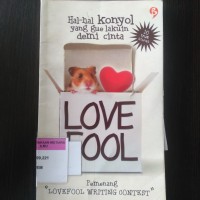 Hal-hal konyol
yang gue lakuin
demi cinta
LOVE
FOOL
Pemenang
"LOVEFOOL WRITING CONTEST"